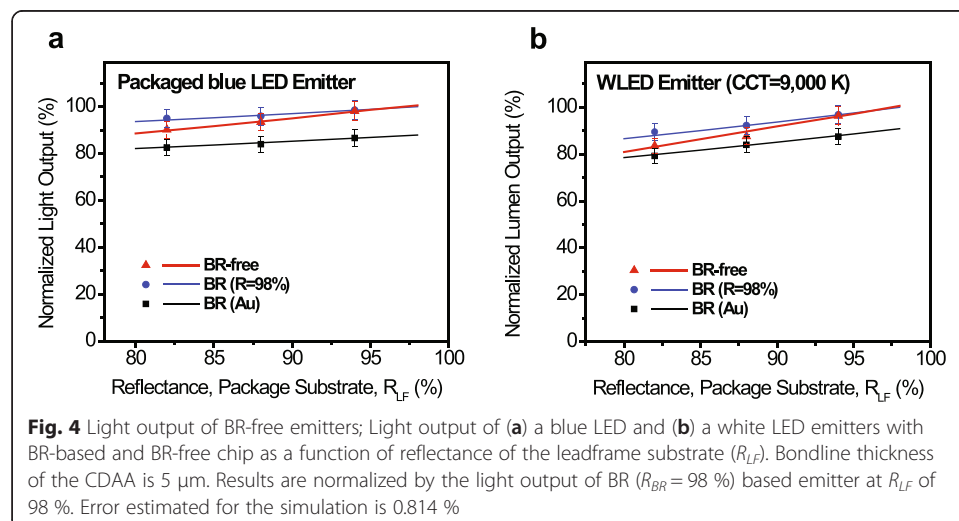 a
Packaged blue LED Emitter
Normalized Light Output (%)
100
80
60
40
20
0
BR-free
BR (R=98%)
BR (Au)
80 85 90 95 100
Reflectance, Package Substrate, R_LF (%)
b
WLED Emitter (CCT=9,000 K)
Normalized Lumen Output (%)
100
80
60
40
20
0
BR-free
BR (R=98%)
BR (Au)
80 85 90 95 100
Reflectance, Package Substrate, R_LF (%)
Fig. 4 Light output of BR-free emitters; Light output of (a) a blue LED and (b) a white LED emitters with
BR-based and BR-free chip as a function of reflectance of the leadframe substrate (R_LF). Bondline thickness
of the CDAA is 5 μm. Results are normalized by the light output of BR (R_BR = 98 %) based emitter at R_LF of
98 %. Error estimated for the simulation is 0.814 %